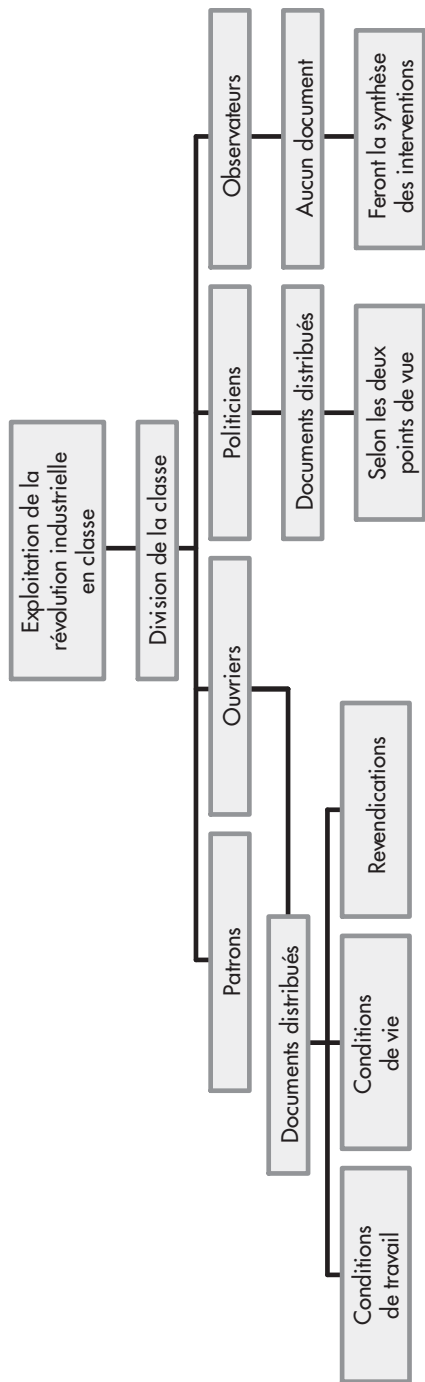 Exploitation de la
révolution industrielle
en classe
Division de la classe
Patrons
Ouvriers
Politiciens
Observateurs
Documents distribués
Documents distribués
Aucun document
Conditions
de travail
Conditions
de vie
Revendications
Selon les deux
points de vue
Feront la synthèse
des interventions